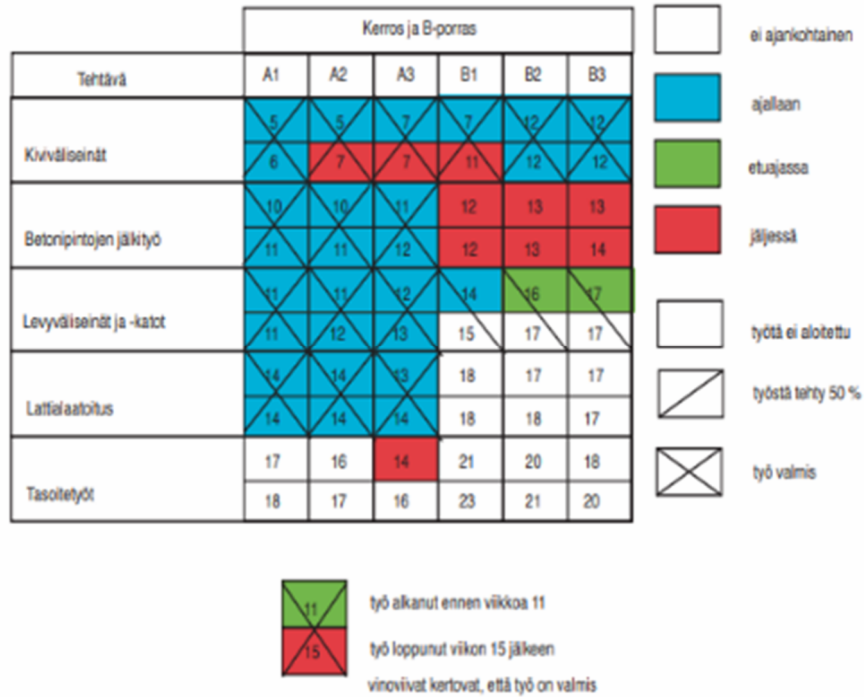 Kerros ja B-porras
Tehtävä A1 A2 A3 B1 B2 B3
Kiviväliseinät
5 5 7 7 12 12
6 7 7 11 12 12
Betonipintojen jälkityö
10 10 11 12 13 13
11 11 12 12 13 14
Levyväliseinät ja -katot
11 11 12 14 16 17
11 12 13 15 17 17
Lattialaatoitus
14 14 13 18 17 17
14 14 14 18 18 17
Tasoitetyöt
17 16 14 21 20 18
18 17 16 23 21 20
ei ajankohtainen
ajallaan
etuajassa
jäljessä
työtä ei aloitettu
työstä tehty 50 %
työ valmis
11 työ alkanut ennen viikkoa 11
15 työ loppunut viikon 15 jälkeen
vinoviivat kertovat, että työ on valmis